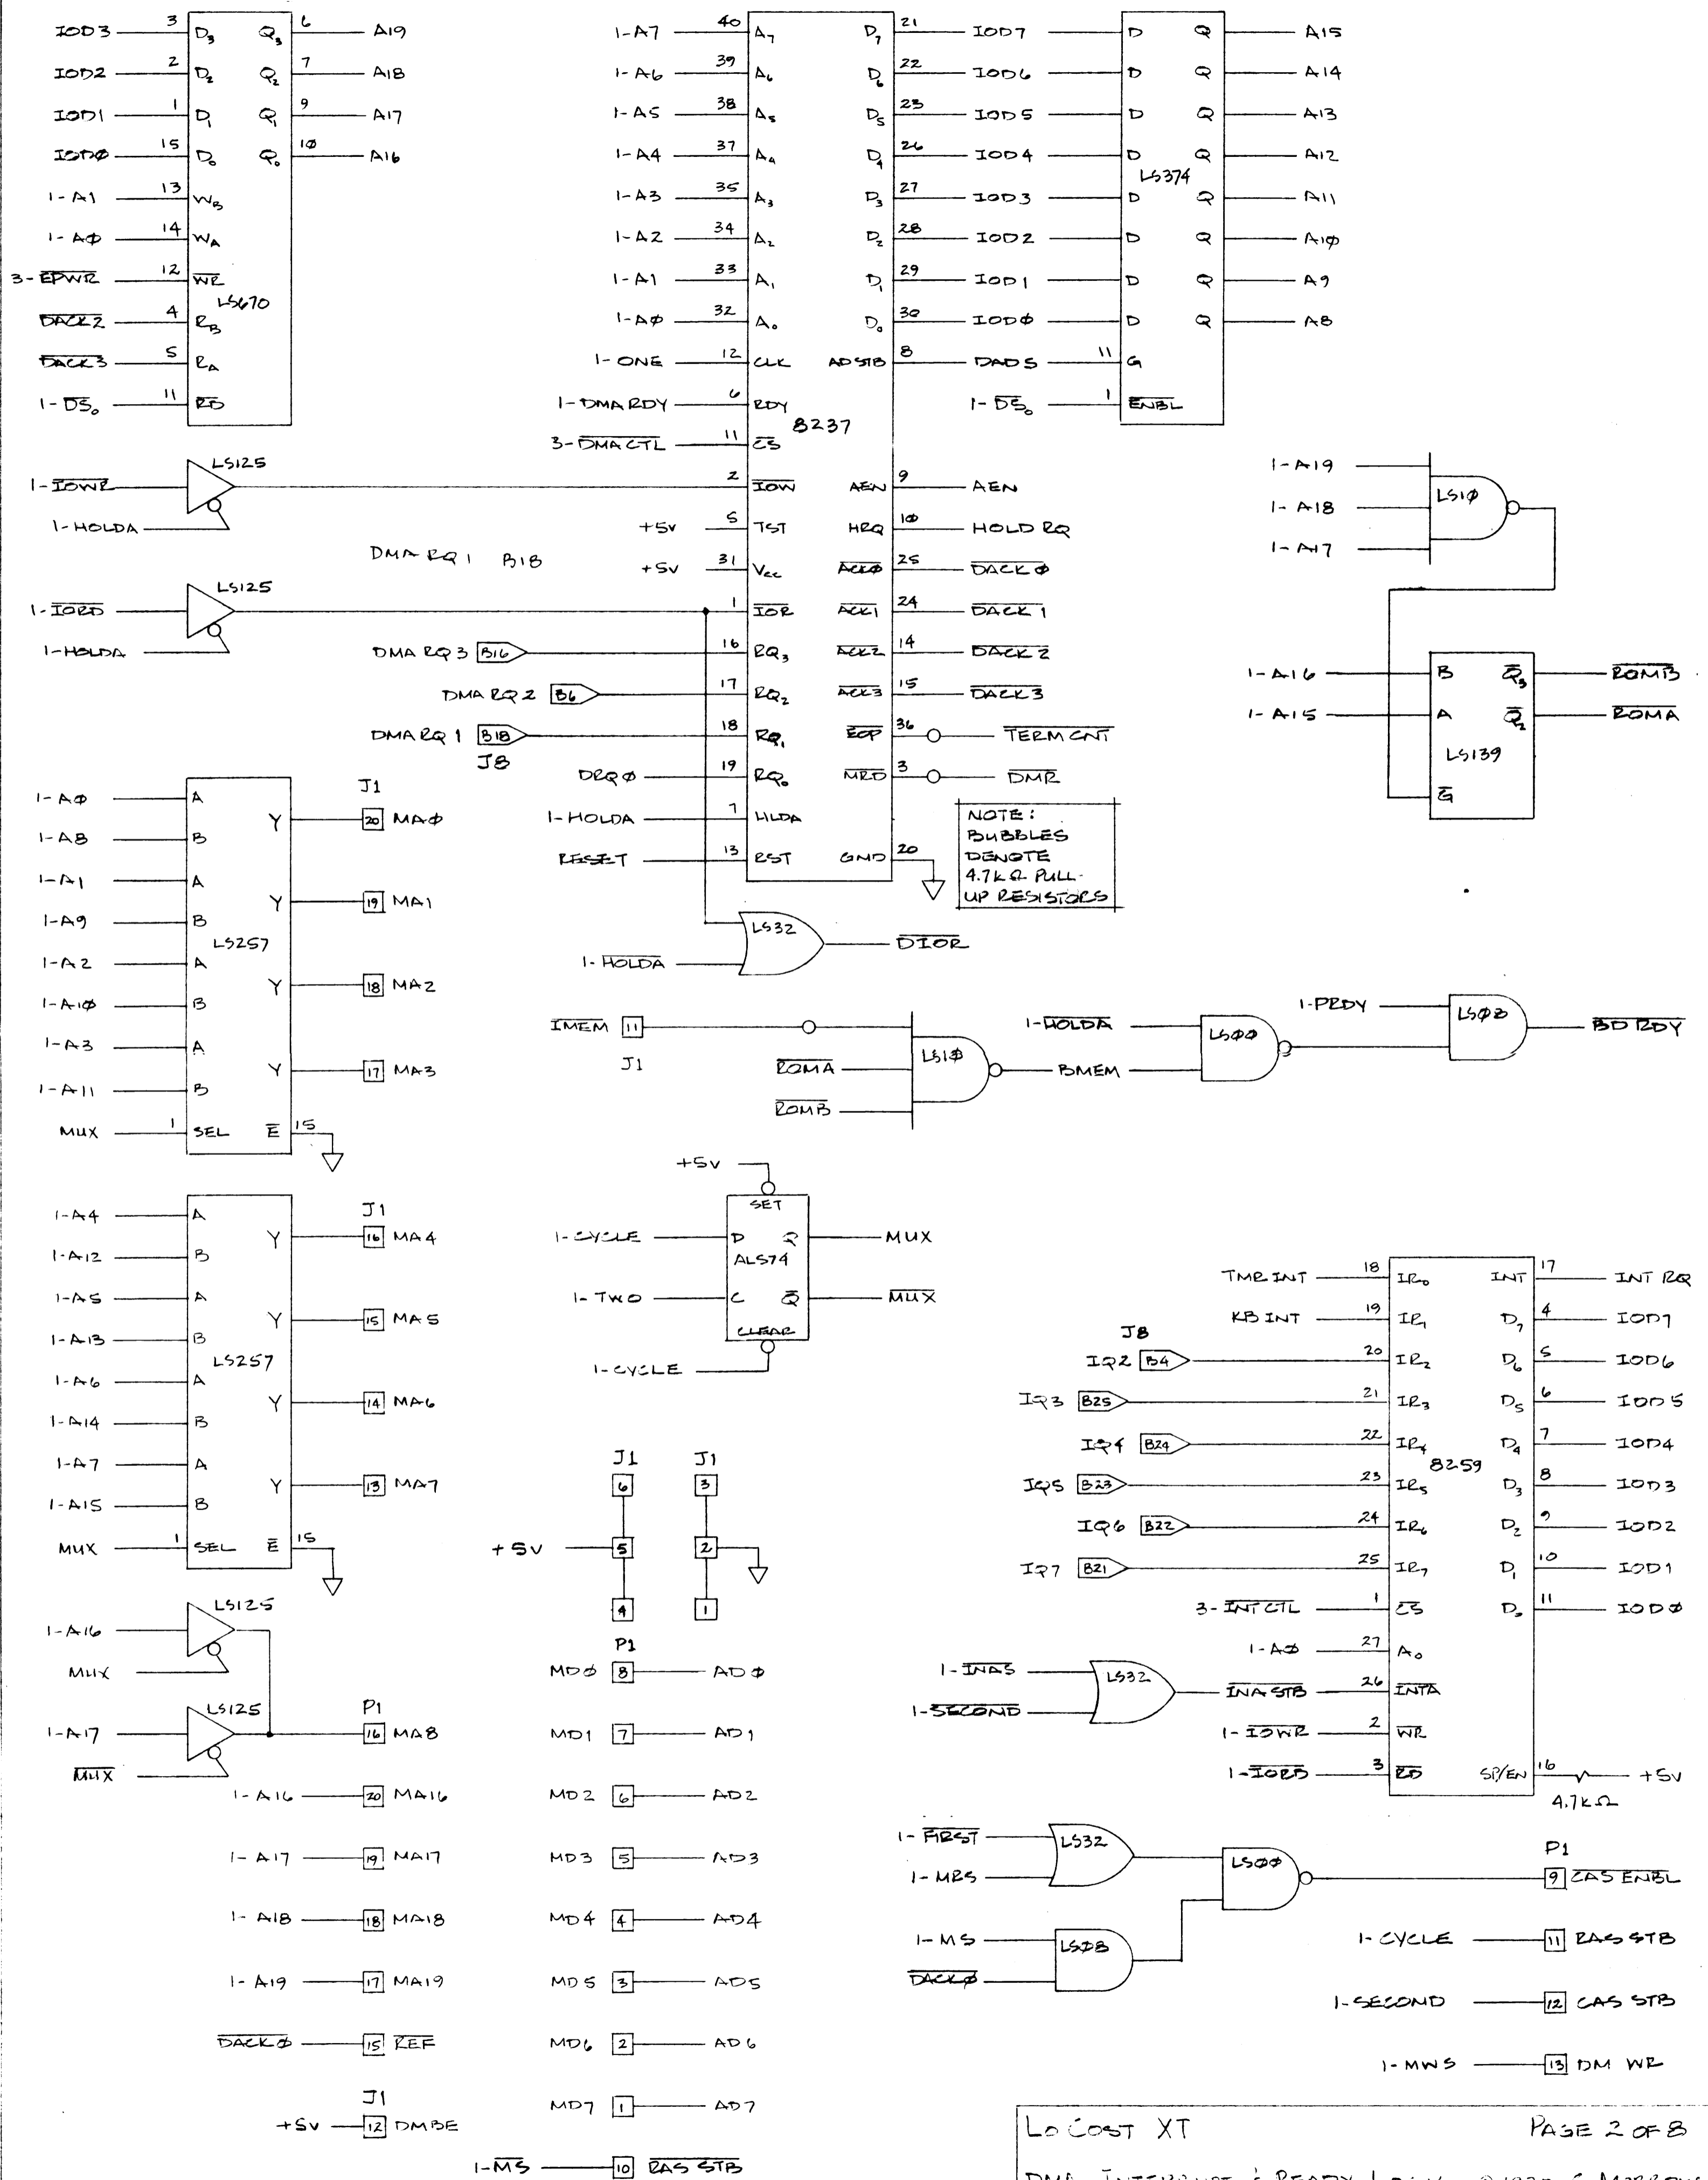 IOD3 3 D3 Q3 6 A19
IOD2 2 D2 Q2 7 A18
IOD1 1 D1 Q1 9 A17
IODØ 15 D0 Q0 1Ø A16
1-A1 13 WB
1-AØ 14 WA
3-EPWR 12 WR
LS670
DACK2 4 RB
DACK3 5 RA
1-DS0 11 RD
1-A7 40 A7 D7 21 IOD7 D Q A15
1-A6 39 A6 D6 22 IOD6 D Q A14
1-A5 38 A5 D5 23 IOD5 D Q A13
1-A4 37 A4 D4 26 IOD4 D Q A12
LS374
1-A3 35 A3 D3 27 IOD3 D Q A11
1-A2 34 A2 D2 28 IOD2 D Q A1Ø
1-A1 33 A1 D1 29 IOD1 D Q A9
1-AØ 32 A0 D0 30 IODØ D Q A8
1-ONE 12 CLK ADSTB 8 DADS 11 G
1-DMARDY 6 RDY 1-DS0 1 ENBL
8237
3-DMACTL 11 CS
LS125
1-IOWR 2 IOW AEN 9 AEN
1-HOLDA
+5V 5 TST HRQ 1Ø HOLD RQ
DMA RQ1 B18
+5V 31 Vcc ACKØ 25 DACKØ
LS125
1-IORD 1 IOR ACK1 24 DACK1
1-HOLDA
DMA RQ3 B16 16 RQ3 ACK2 14 DACK2
DMA RQ2 B6 17 RQ2 ACK3 15 DACK3
DMA RQ1 B18 18 RQ1 EOP 36 TERM CNT
J8
DRQØ 19 RQ0 MRD 3 DMR
1-HOLDA 7 HLDA
RESET 13 RST GND 20
NOTE:
BUBBLES
DENOTE
4.7KΩ PULL-
UP RESISTORS
1-A19
1-A18 LS1Ø
1-A17
1-A16 B Q3 ROMB
1-A15 A Q2 ROMA
LS139
G
J1
1-AØ A
Y 20 MAØ
1-A8 B
1-A1 A
Y 19 MA1
1-A9 B
LS257
1-A2 A
Y 18 MA2
1-A1Ø B
1-A3 A
Y 17 MA3
1-A11 B
MUX 1 SEL E 15
LS32 DIOR
1-HOLDA
IMEM 11
J1
ROMA LS1Ø BMEM
ROMB
1-HOLDA LSØØ
1-PRDY LSØ8 BD RDY
J1
1-A4 A
Y 16 MA4
1-A12 B
1-A5 A
Y 15 MA5
1-A13 B
LS257
1-A6 A
Y 14 MA6
1-A14 B
1-A7 A
Y 13 MA7
1-A15 B
MUX 1 SEL E 15
+5V
SET
1-CYCLE D Q MUX
ALS74
1-TWO C Q MUX
CLEAR
1-CYCLE
J1 J1
6 3
+5V 5 2
4 1
LS125
1-A16
MUX
LS125
P1
1-A17 16 MA8
MUX
1-A16 20 MA16
1-A17 19 MA17
1-A18 18 MA18
1-A19 17 MA19
DACKØ 15 REF
J1
+5V 12 DMBE
1-MS 10 RAS STB
P1
MDØ 8 ADØ
MD1 7 AD1
MD2 6 AD2
MD3 5 AD3
MD4 4 AD4
MD5 3 AD5
MD6 2 AD6
MD7 1 AD7
TMR INT 18 IR0 INT 17 INT RQ
KB INT 19 IR1 D7 4 IOD7
J8
IQ2 B4 20 IR2 D6 5 IOD6
IQ3 B25 21 IR3 D5 6 IOD5
IQ4 B24 22 IR4 D4 7 IOD4
8259
IQ5 B23 23 IR5 D3 8 IOD3
IQ6 B22 24 IR6 D2 9 IOD2
IQ7 B21 25 IR7 D1 10 IOD1
3-INTCTL 1 CS D0 11 IODØ
1-AØ 27 A0
1-INAS LS32 INASTB 26 INTA
1-SECOND
1-IOWR 2 WR
1-IORD 3 RD SP/EN 16 +5V
4.7KΩ
1-FIRST LS32
1-MRS
LSØØ
P1
9 CAS ENBL
1-MS LSØ8
DACKØ
1-CYCLE 11 RAS STB
1-SECOND 12 CAS STB
1-MWS 13 DM WR
LO COST XT PAGE 2 OF 8